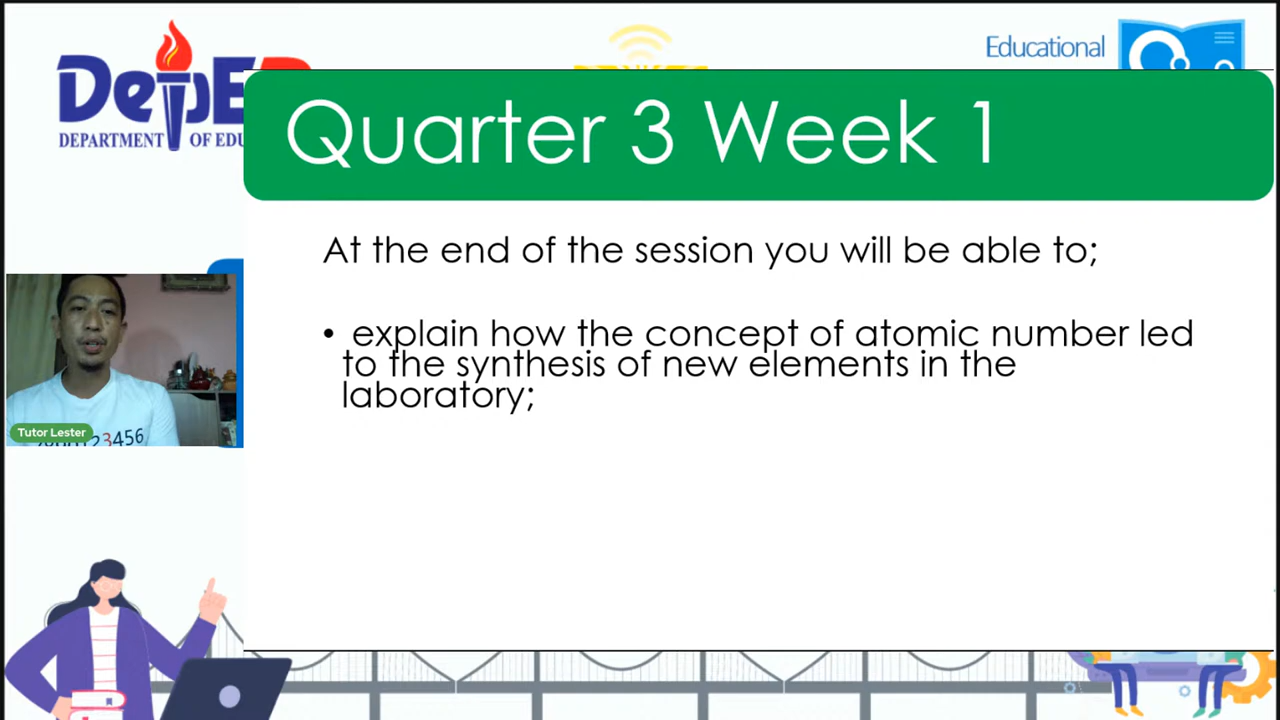 DepE
DEPARTMENT OF EDU
Educational
Quarter 3 Week 1
At the end of the session you will be able to;
• explain how the concept of atomic number led
to the synthesis of new elements in the
laboratory;
Tutor Lester
23456